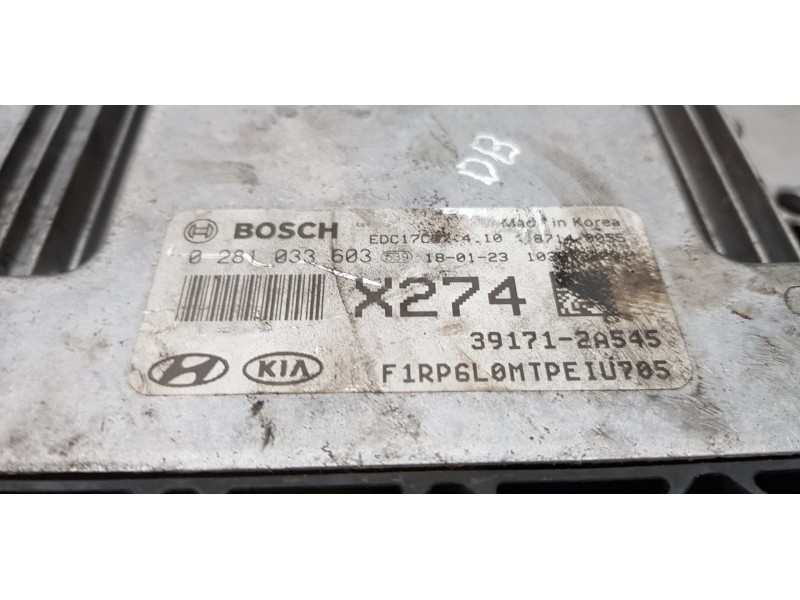 DB
BOSCH Made in Korea
0 281 033 603 18-01-23
X274
39171-2A545
KIA F1RP6L0MTPEIU705